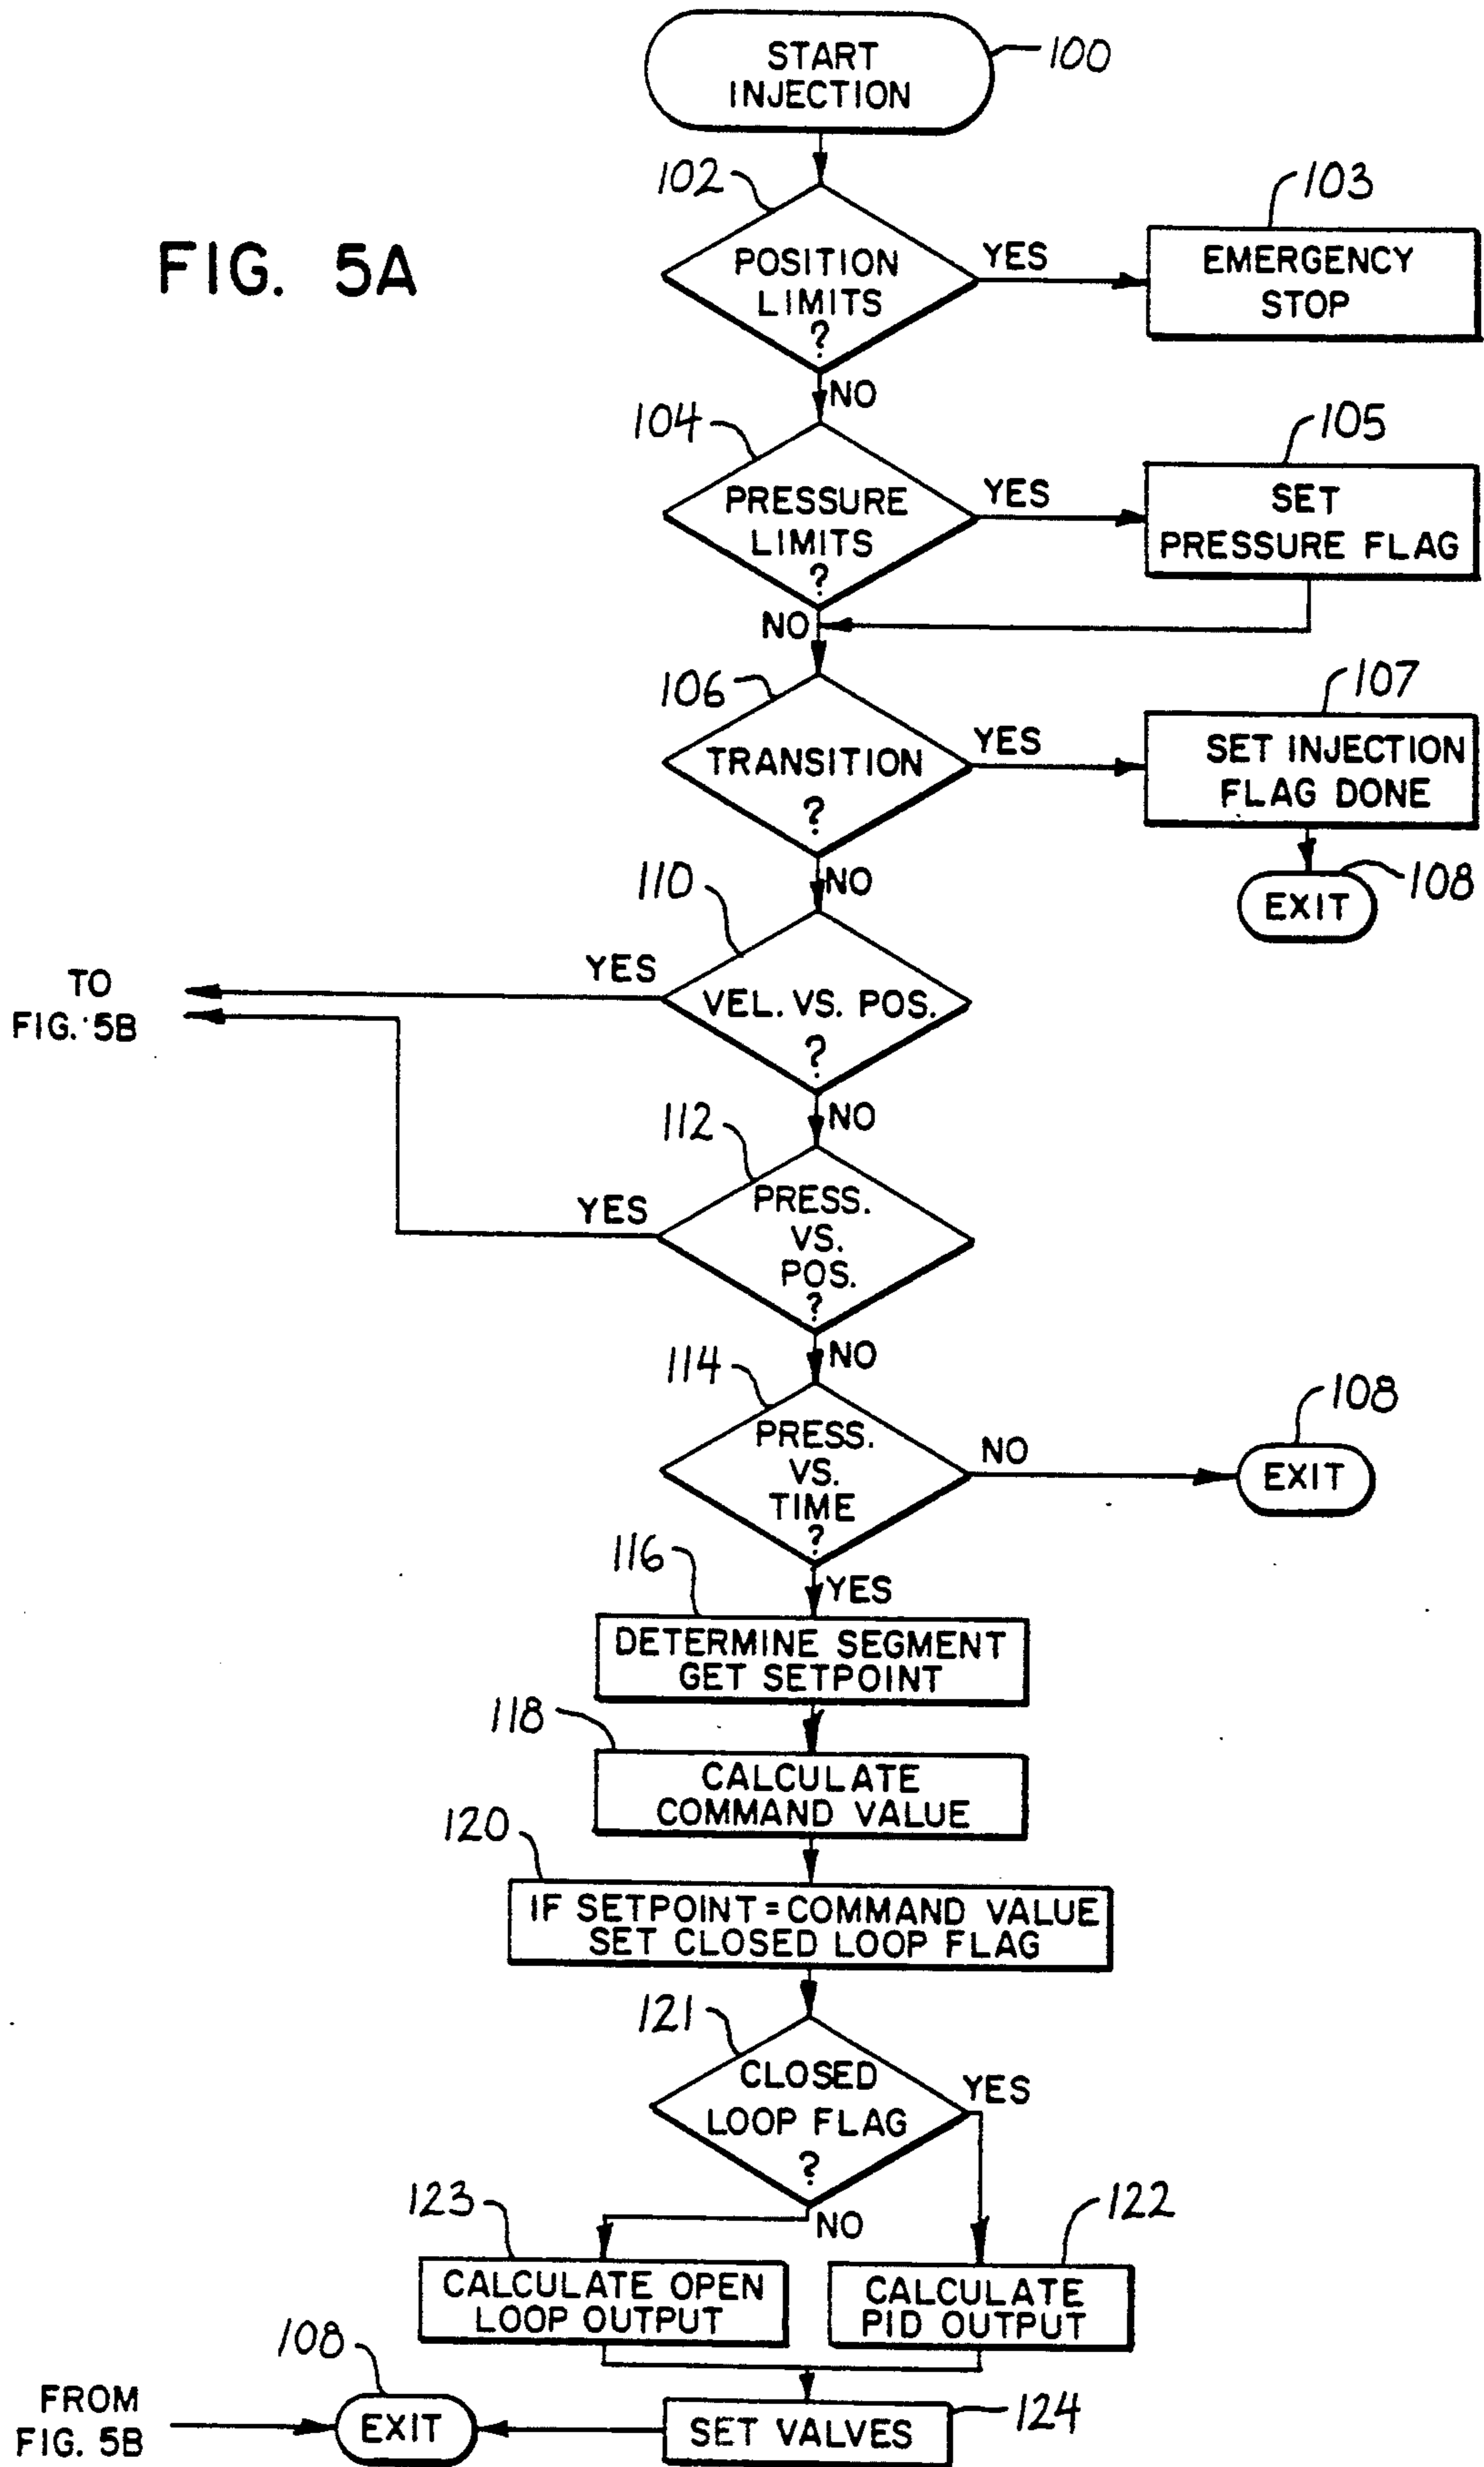 START
INJECTION
100
FIG. 5A
102
POSITION
LIMITS
?
YES
103
EMERGENCY
STOP
NO
104
PRESSURE
LIMITS
?
YES
105
SET
PRESSURE FLAG
NO
106
TRANSITION
?
YES
107
SET INJECTION
FLAG DONE
NO
108
EXIT
110
VEL. VS. POS.
?
YES
TO
FIG. 5B
NO
112
PRESS.
VS.
POS.
?
YES
NO
114
PRESS.
VS.
TIME
?
NO
108
EXIT
YES
116
DETERMINE SEGMENT
GET SETPOINT
118
CALCULATE
COMMAND VALUE
120
IF SETPOINT = COMMAND VALUE
SET CLOSED LOOP FLAG
121
CLOSED
LOOP FLAG
?
YES
NO
123
CALCULATE OPEN
LOOP OUTPUT
122
CALCULATE
PID OUTPUT
108
FROM
FIG. 5B
EXIT
SET VALVES
124